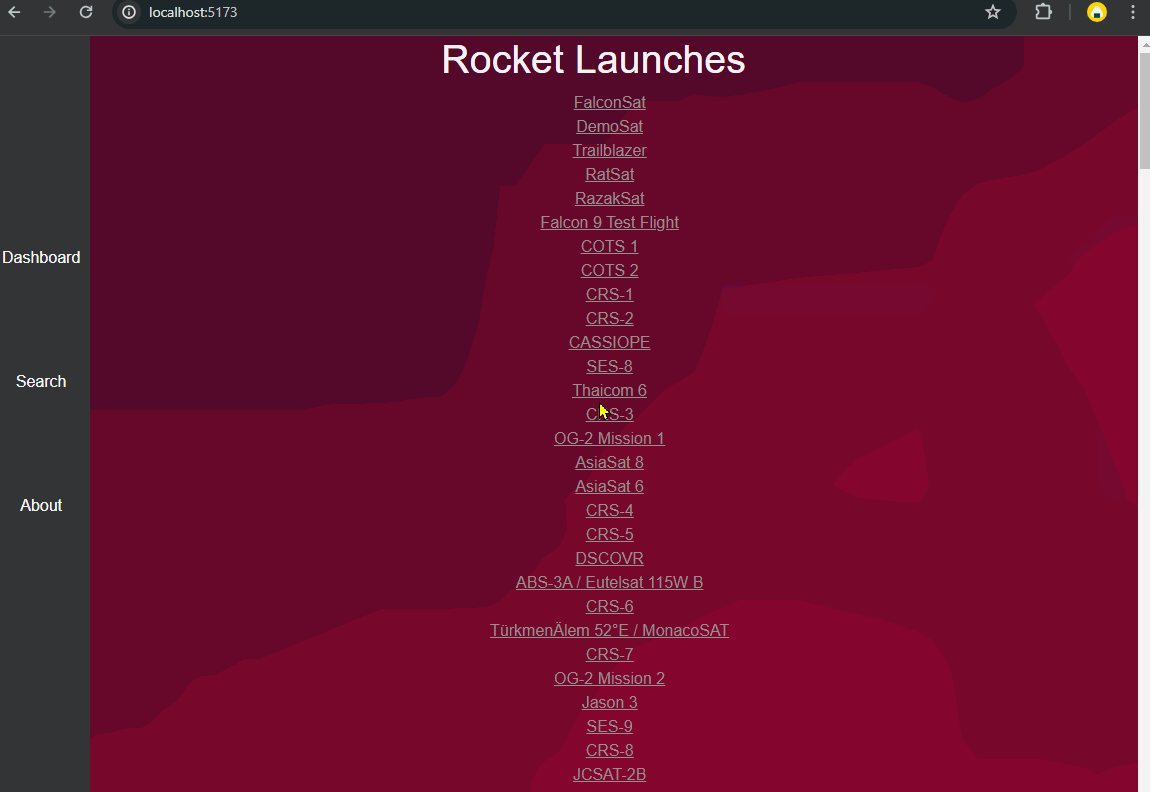 localhost:5173
Rocket Launches
Dashboard
Search
About
FalconSat
DemoSat
Trailblazer
RatSat
RazakSat
Falcon 9 Test Flight
COTS 1
COTS 2
CRS-1
CRS-2
CASSIOPE
SES-8
Thaicom 6
CRS-3
OG-2 Mission 1
AsiaSat 8
AsiaSat 6
CRS-4
CRS-5
DSCOVR
ABS-3A / Eutelsat 115W B
CRS-6
TürkmenÄlem 52°E / MonacoSAT
CRS-7
OG-2 Mission 2
Jason 3
SES-9
CRS-8
JCSAT-2B